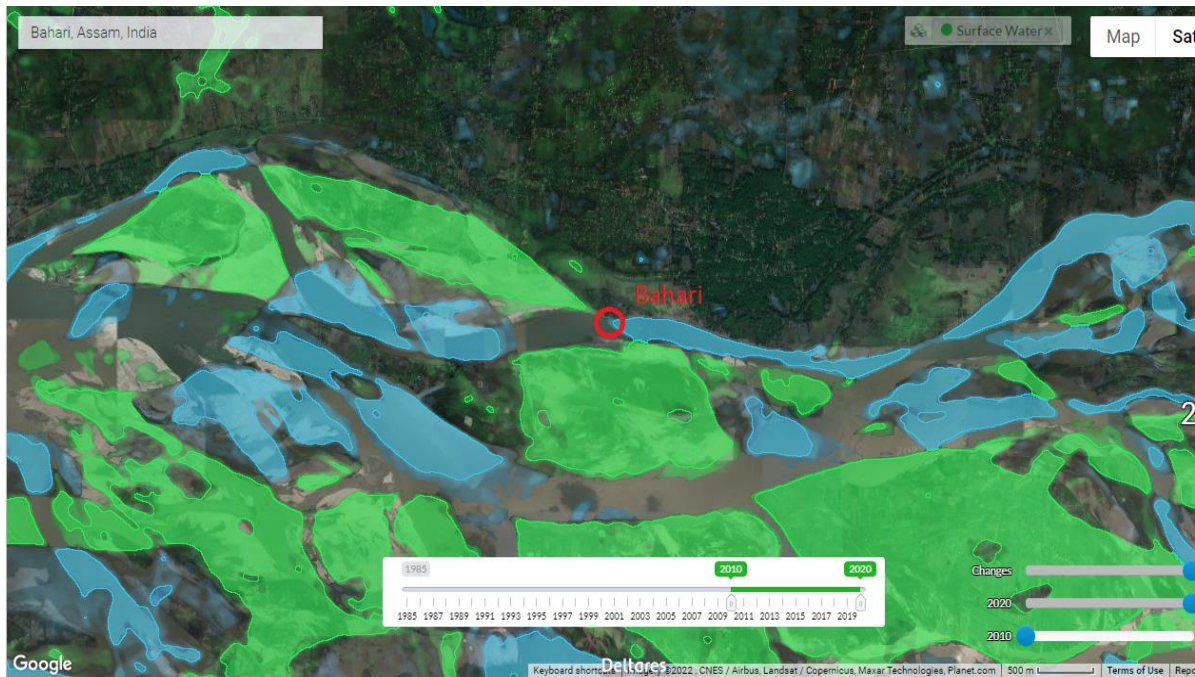 Bahari, Assam, India
Surface Water×
Map
Sat
Bahari
2
1985
2010
2020
1985 1987 1989 1991 1993 1995 1997 1999 2001 2003 2005 2007 2009 2011 2013 2015 2017 2019
Changes
2020
2010
Google
Deltares
Keyboard shortcuts
©2022 , CNES / Airbus, Landsat / Copernicus, Maxar Technologies, Planet.com
500 m
Terms of Use
Repo